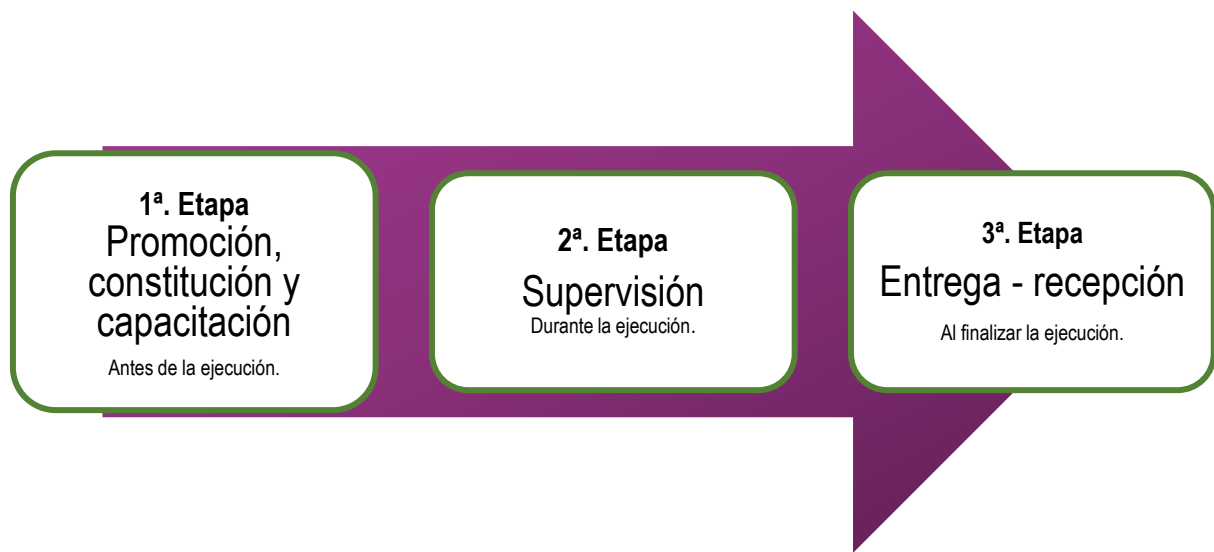 1ª. Etapa
Promoción,
constitución y
capacitación
Antes de la ejecución.
2ª. Etapa
Supervisión
Durante la ejecución.
3ª. Etapa
Entrega - recepción
Al finalizar la ejecución.